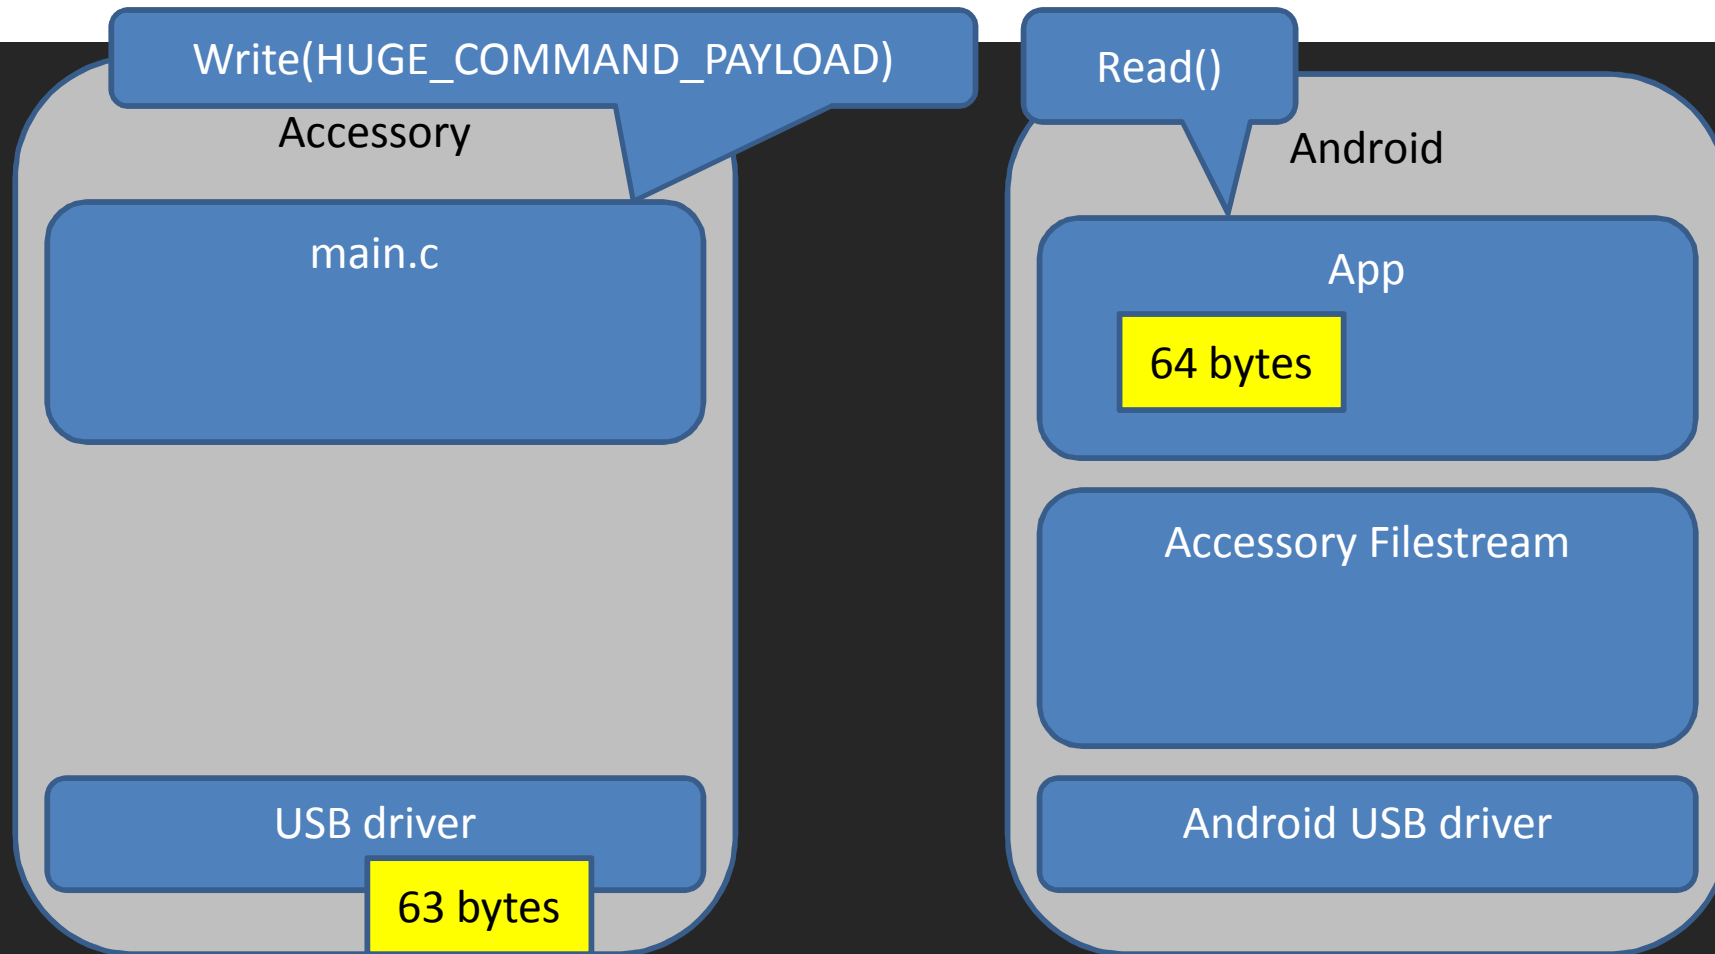 Write(HUGE_COMMAND_PAYLOAD)
Accessory
main.c
USB driver
63 bytes
Read()
Android
App
64 bytes
Accessory Filestream
Android USB driver